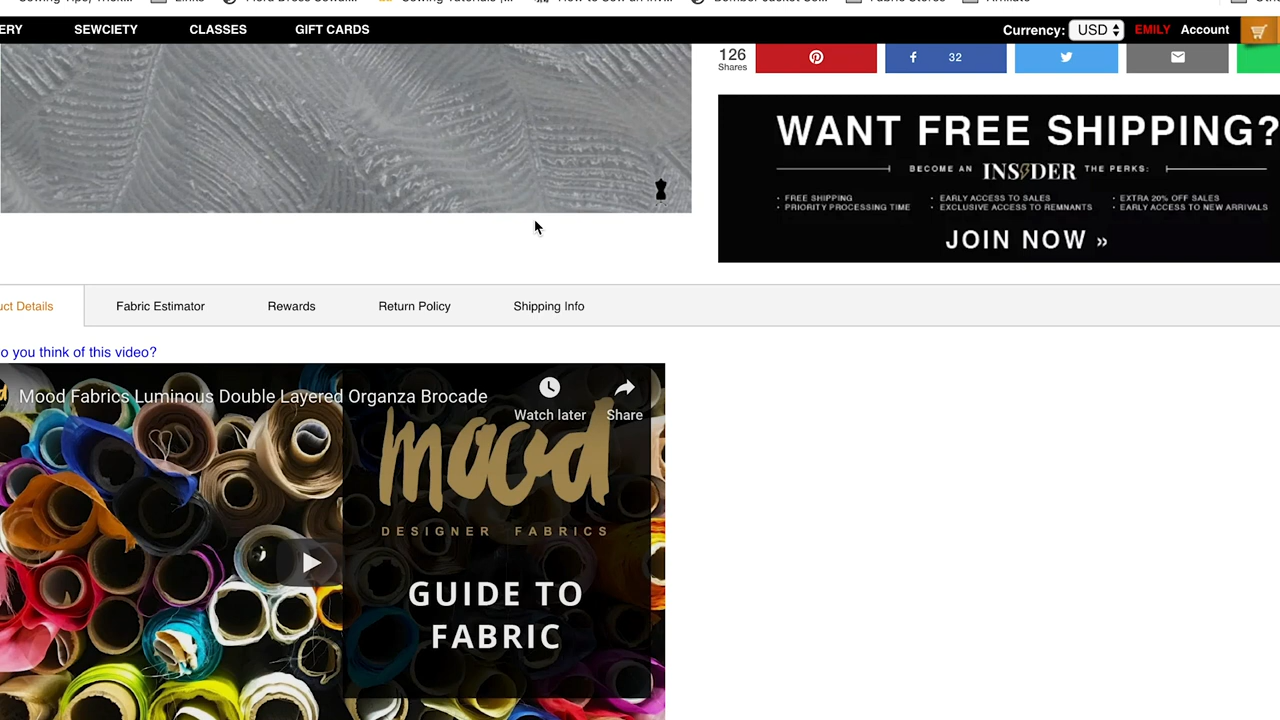 ERY SEWCIETY CLASSES GIFT CARDS Currency: USD EMILY Account
126
Shares
32
WANT FREE SHIPPING?
BECOME AN INSIDER THE PERKS:
• FREE SHIPPING • EARLY ACCESS TO SALES • EXTRA 20% OFF SALES
• PRIORITY PROCESSING TIME • EXCLUSIVE ACCESS TO REMNANTS • EARLY ACCESS TO NEW ARRIVALS
JOIN NOW »
uct Details Fabric Estimator Rewards Return Policy Shipping Info
o you think of this video?
Mood Fabrics Luminous Double Layered Organza Brocade
Watch later Share
mood
DESIGNER FABRICS
GUIDE TO
FABRIC